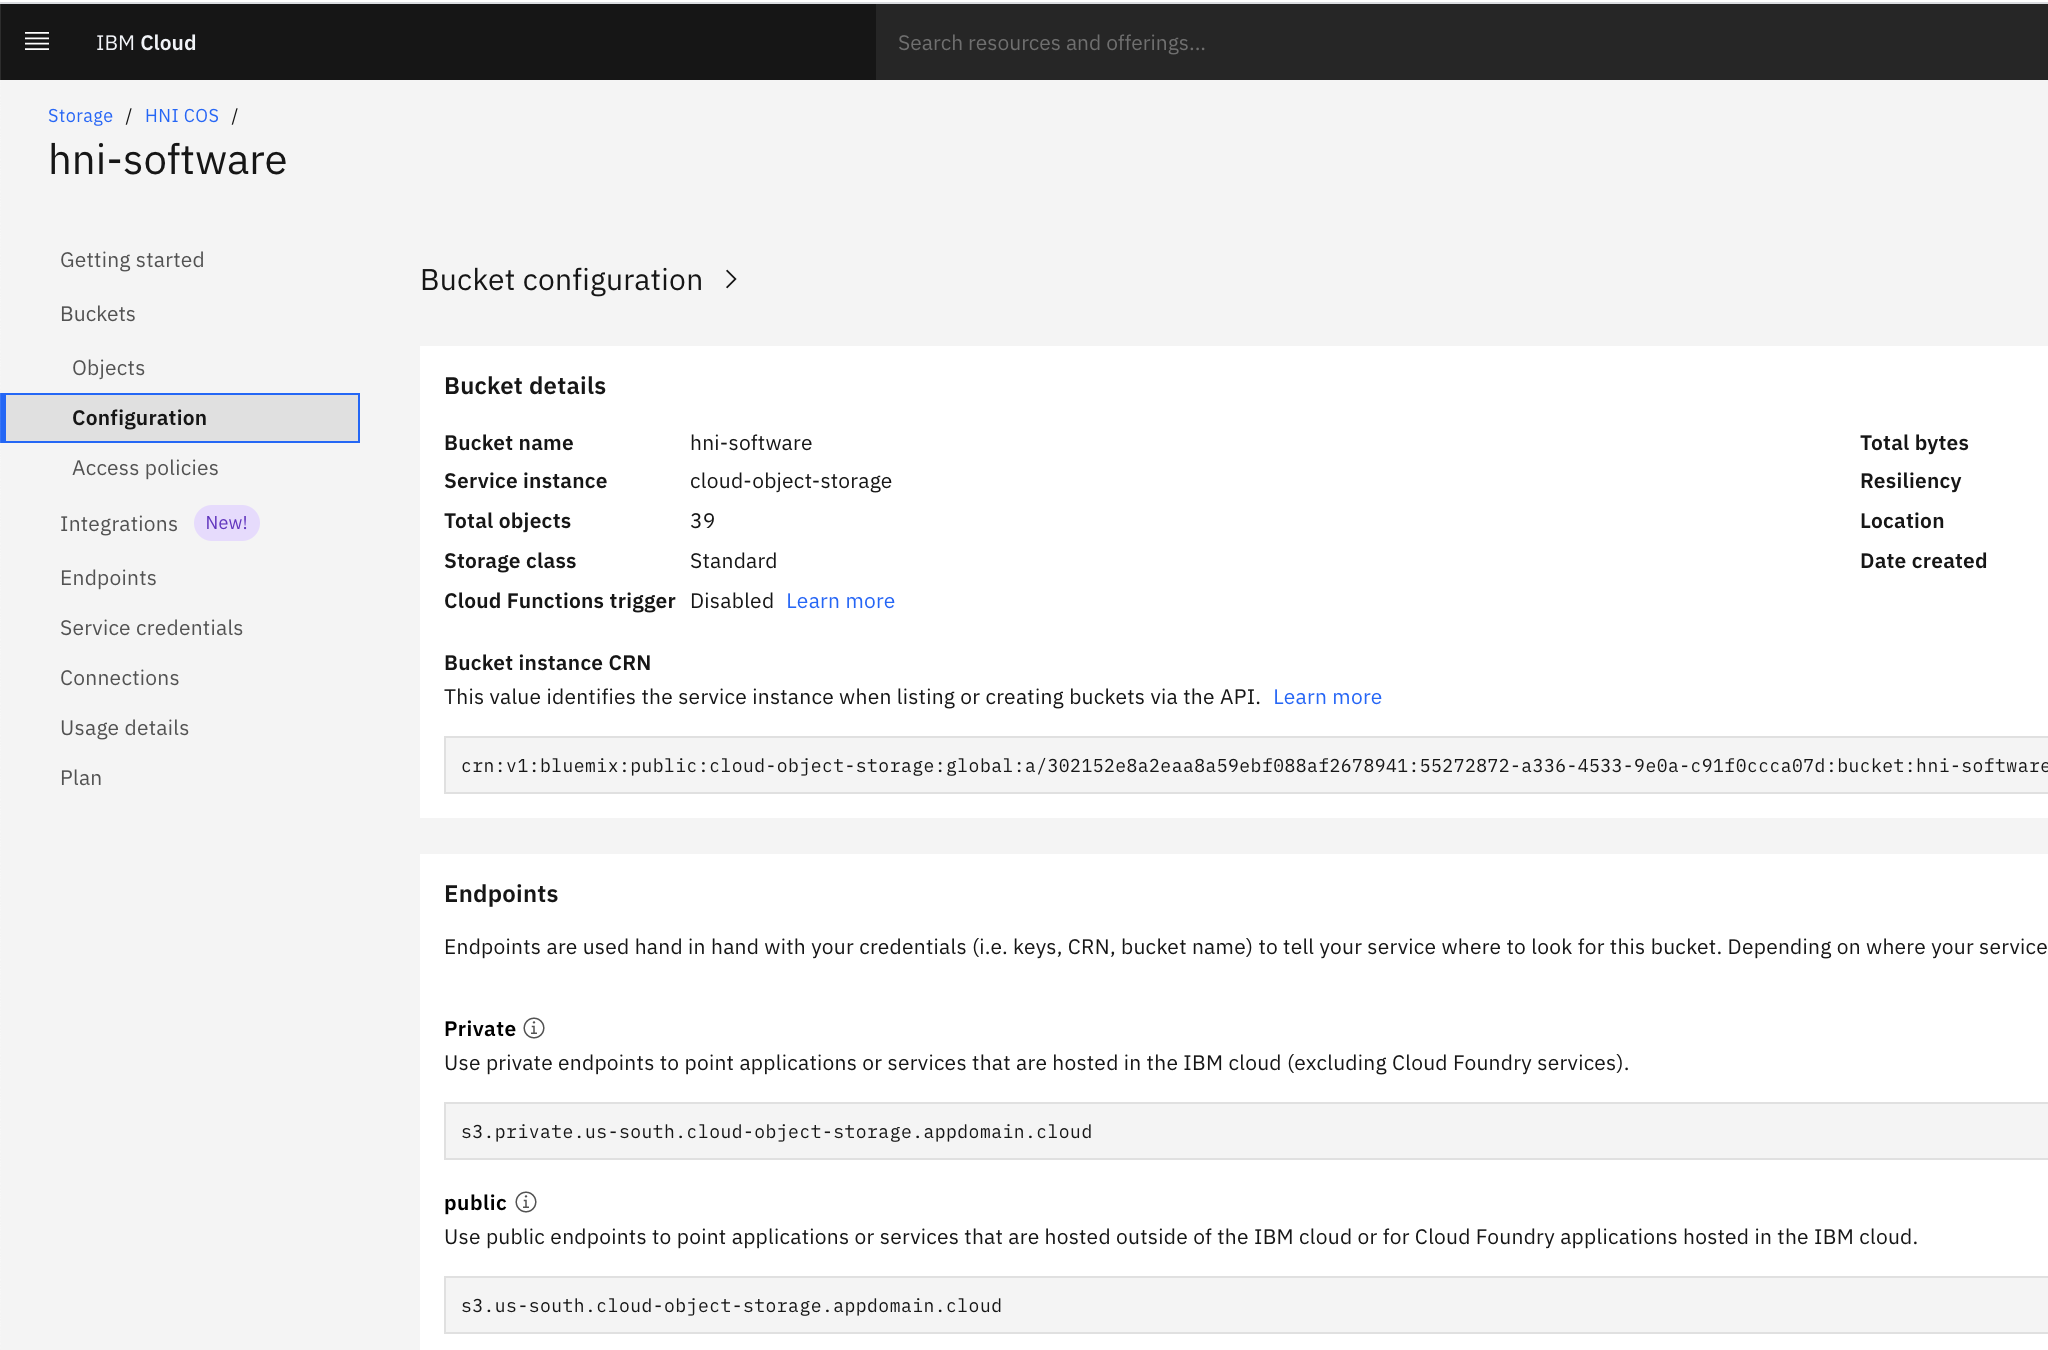 IBM Cloud
Search resources and offerings...
Storage / HNI COS /
hni-software
Getting started
Buckets
Objects
Configuration
Access policies
Integrations New!
Endpoints
Service credentials
Connections
Usage details
Plan
Bucket configuration
Bucket details
Bucket name hni-software
Service instance cloud-object-storage
Total objects 39
Storage class Standard
Cloud Functions trigger Disabled Learn more
Total bytes
Resiliency
Location
Date created
Bucket instance CRN
This value identifies the service instance when listing or creating buckets via the API. Learn more
crn:v1:bluemix:public:cloud-object-storage:global:a/302152e8a2eaa8a59ebf088af2678941:55272872-a336-4533-9e0a-c91f0ccca07d:bucket:hni-software
Endpoints
Endpoints are used hand in hand with your credentials (i.e. keys, CRN, bucket name) to tell your service where to look for this bucket. Depending on where your service
Private
Use private endpoints to point applications or services that are hosted in the IBM cloud (excluding Cloud Foundry services).
s3.private.us-south.cloud-object-storage.appdomain.cloud
public
Use public endpoints to point applications or services that are hosted outside of the IBM cloud or for Cloud Foundry applications hosted in the IBM cloud.
s3.us-south.cloud-object-storage.appdomain.cloud